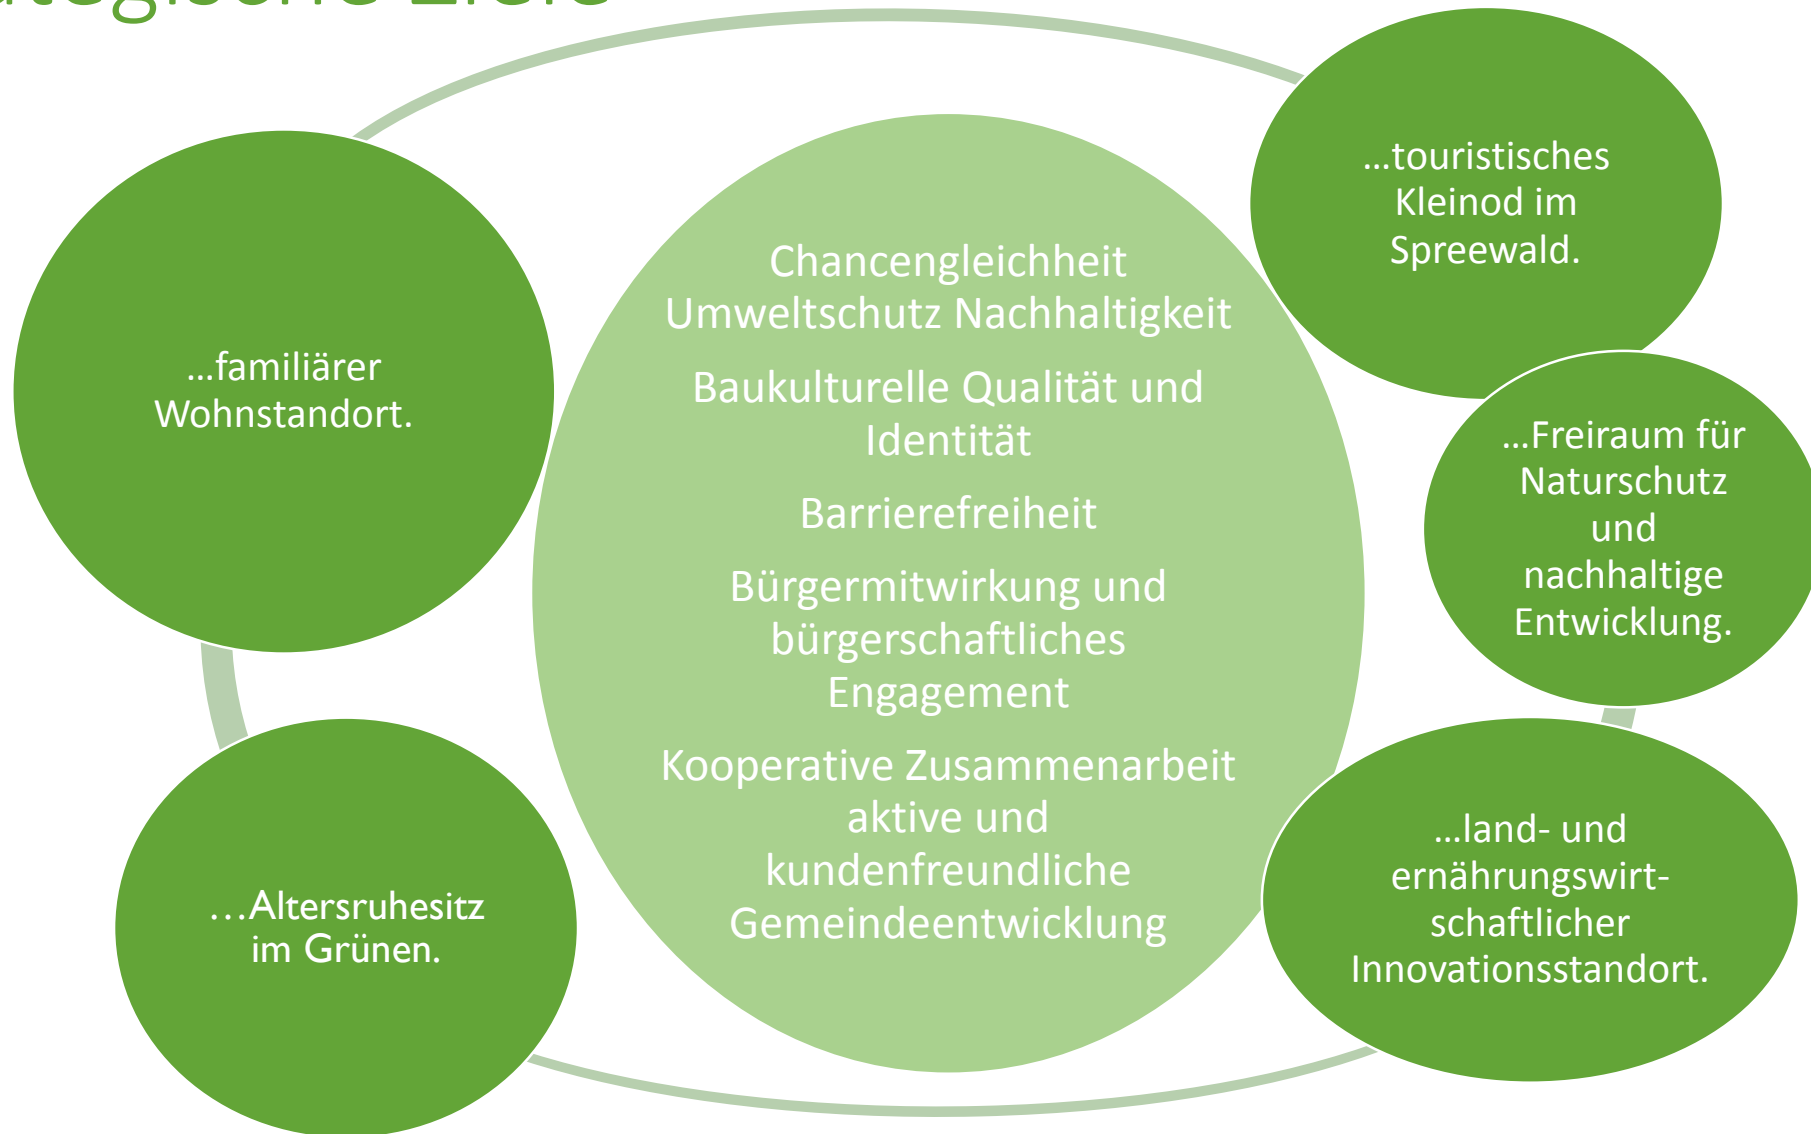 …familiärer
Wohnstandort.
…Altersruhesitz
im Grünen.
Chancengleichheit
Umweltschutz Nachhaltigkeit
Baukulturelle Qualität und
Identität
Barrierefreiheit
Bürgermitwirkung und
bürgerschaftliches
Engagement
Kooperative Zusammenarbeit
aktive und
kundenfreundliche
Gemeindeentwicklung
…touristisches
Kleinod im
Spreewald.
…Freiraum für
Naturschutz
und
nachhaltige
Entwicklung.
…land- und
ernährungswirt-
schaftlicher
Innovationsstandort.